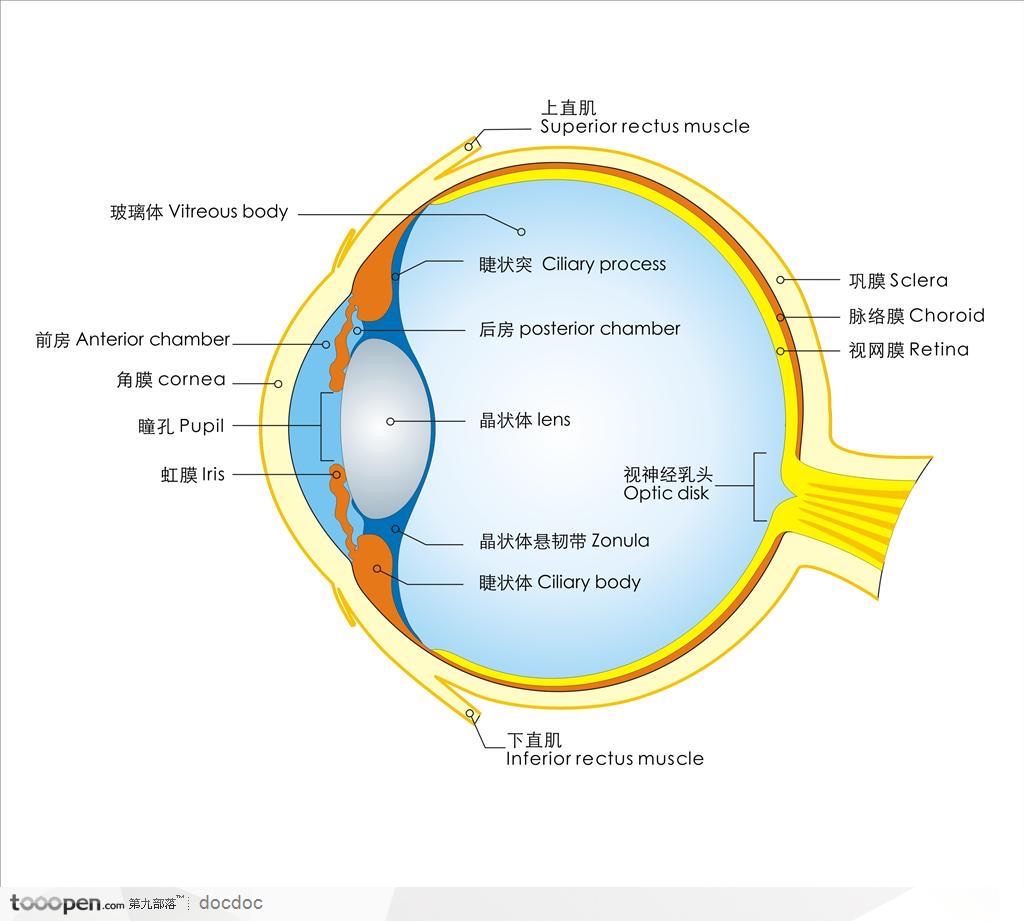 上直肌
Superior rectus muscle
玻璃体 Vitreous body
睫状突 Ciliary process
巩膜 Sclera
脉络膜 Choroid
后房 posterior chamber
前房 Anterior chamber
视网膜 Retina
角膜 cornea
晶状体 lens
瞳孔 Pupil
虹膜 Iris
视神经乳头
Optic disk
晶状体悬韧带 Zonula
睫状体 Ciliary body
下直肌
Inferior rectus muscle
tooopen.com 第九部落™ docdoc